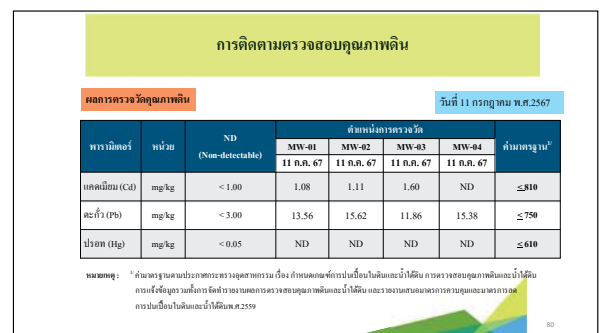 การติดตามตรวจสอบคุณภาพดิน
ผลการตรวจวัดคุณภาพดิน
วันที่ 11 กรกฎาคม พ.ศ.2567
พารามิเตอร์ หน่วย ND (Non-detectable) ตำแหน่งการตรวจวัด ค่ามาตรฐาน1/
MW-01 MW-02 MW-03 MW-04
11 ก.ค. 67 11 ก.ค. 67 11 ก.ค. 67 11 ก.ค. 67
แคดเมียม (Cd) mg/kg < 1.00 1.08 1.11 1.60 ND ≤ 810
ตะกั่ว (Pb) mg/kg < 3.00 13.56 15.62 11.86 15.38 ≤ 750
ปรอท (Hg) mg/kg < 0.05 ND ND ND ND ≤ 610
หมายเหตุ : 1/ ค่ามาตรฐานตามประกาศกระทรวงอุตสาหกรรม เรื่อง กำหนดเกณฑ์การปนเปื้อนในดินและน้ำใต้ดิน การตรวจสอบคุณภาพดินและน้ำใต้ดิน
การแจ้งข้อมูลรวมทั้งการจัดทำรายงานผลการตรวจสอบคุณภาพดินและน้ำใต้ดิน และรายงานเสนอมาตรการควบคุมและมาตรการลด
การปนเปื้อนในดินและน้ำใต้ดินพ.ศ.2559
80